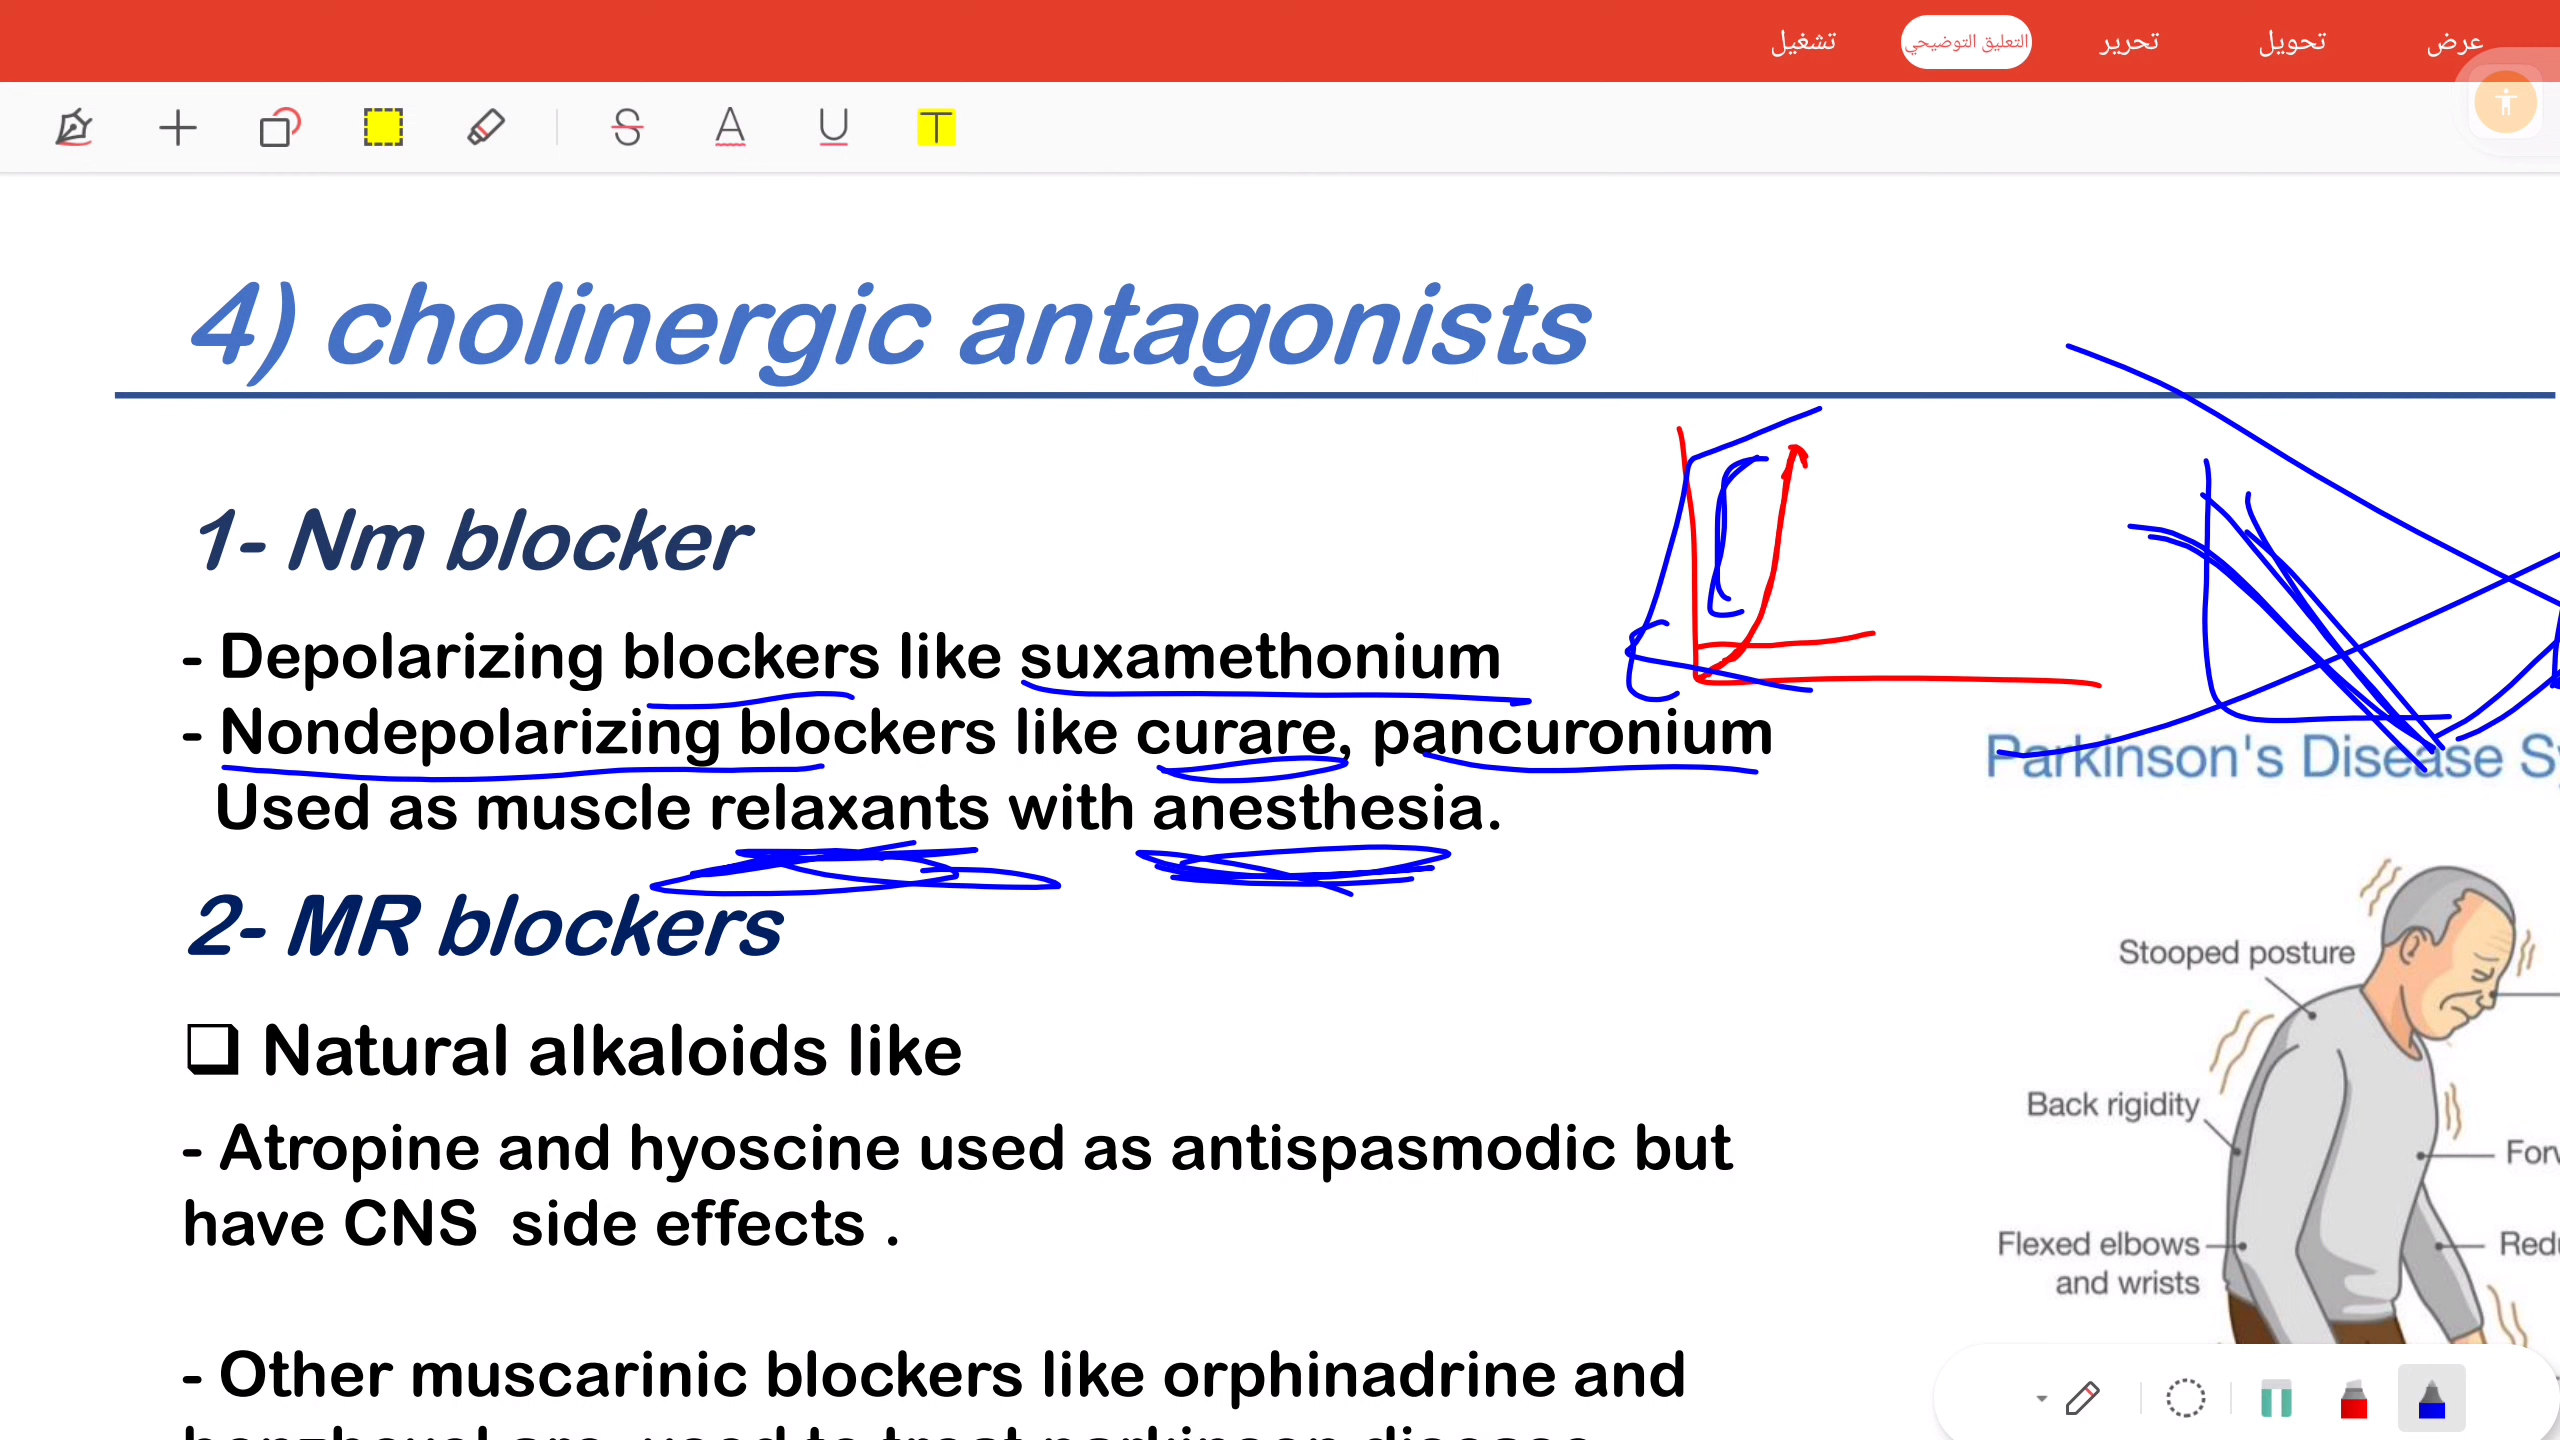 عرض تحويل تحرير التعليق التوضيحي تشغيل
4) cholinergic antagonists
1- Nm blocker
- Depolarizing blockers like suxamethonium
- Nondepolarizing blockers like curare, pancuronium
Used as muscle relaxants with anesthesia.
2- MR blockers
❑ Natural alkaloids like
- Atropine and hyoscine used as antispasmodic but
have CNS side effects .
- Other muscarinic blockers like orphinadrine and
Parkinson's Disease
Stooped posture
Back rigidity
Flexed elbows
and wrists